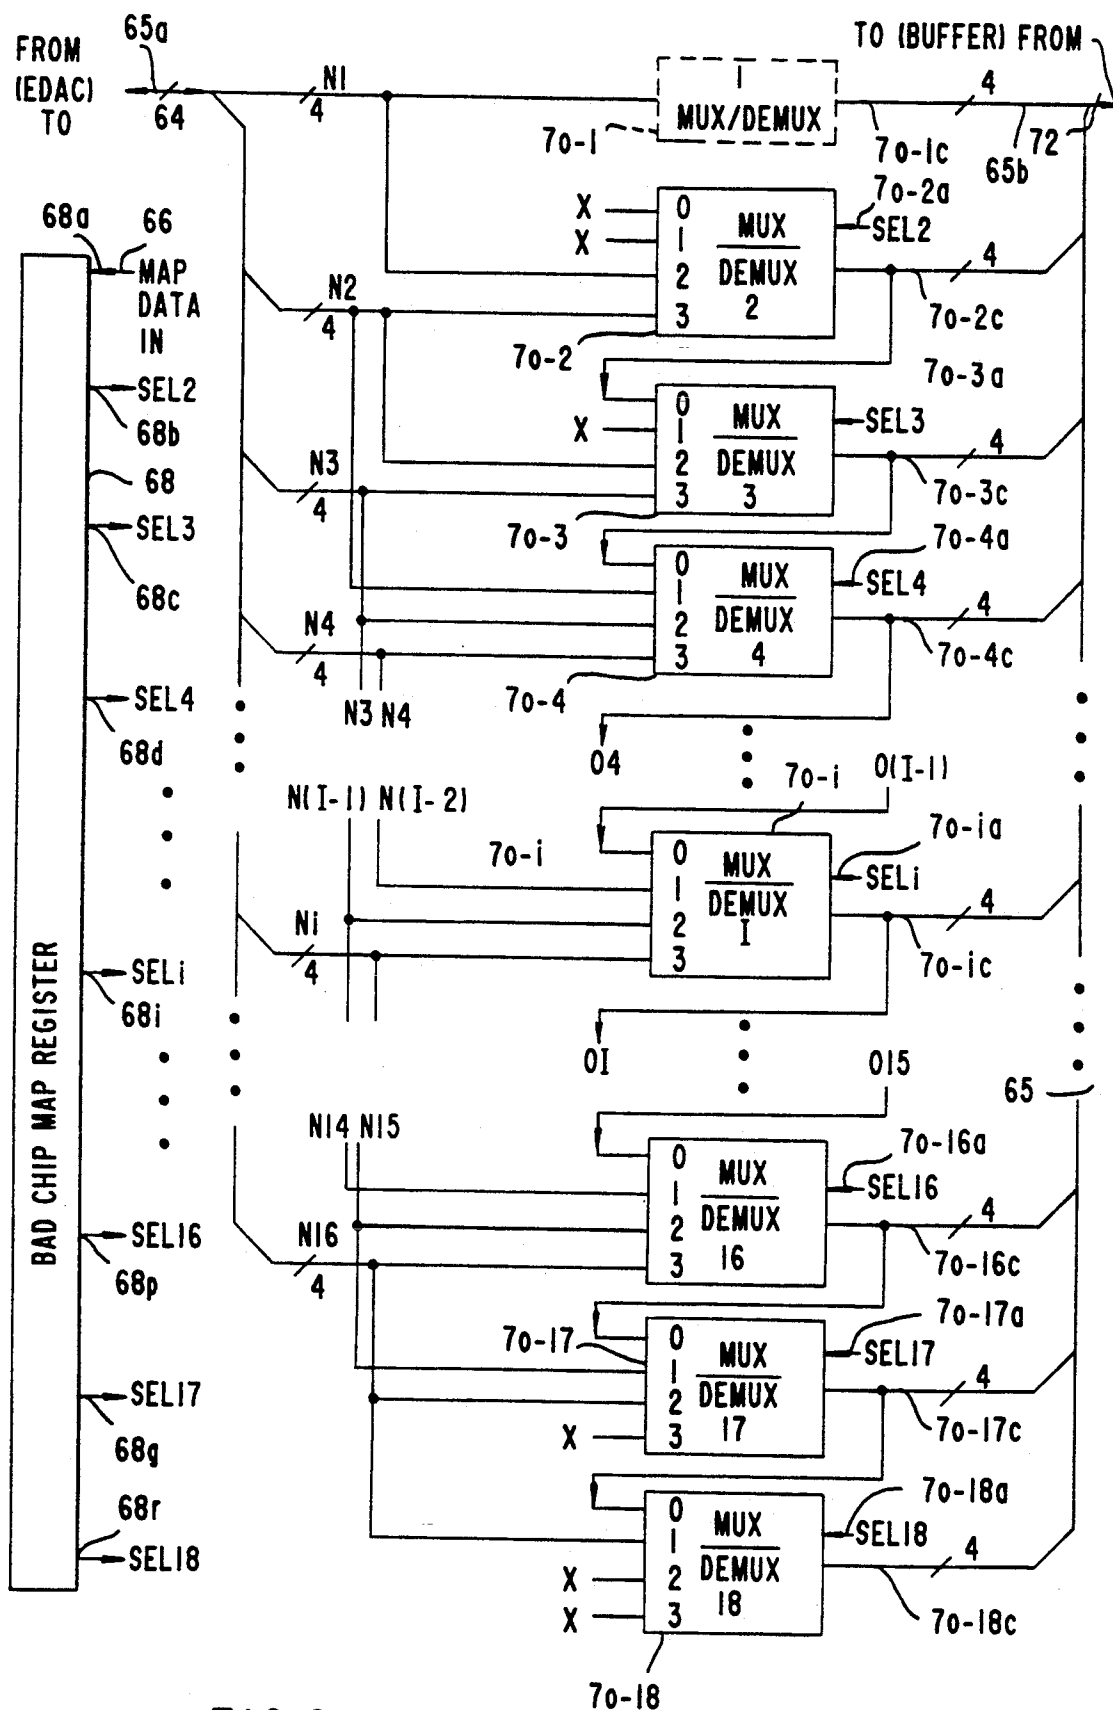 FROM
(EDAC)
TO
65a
64
N1
4
1
MUX/DEMUX
70-1
TO (BUFFER) FROM
4
72
70-1c
65b
68a
66
MAP
DATA
IN
X
X
0
1
2
3
MUX
DEMUX
2
70-2a
SEL2
4
70-2c
N2
4
70-2
SEL2
68b
X
0
1
2
3
MUX
DEMUX
3
70-3a
SEL3
4
70-3c
68
N3
4
70-3
SEL3
68c
0
1
2
3
MUX
DEMUX
4
70-4a
SEL4
4
70-4c
N4
4
70-4
SEL4
68d
N3 N4
04
N(I-1) N(I-2)
70-i
0(I-1)
70-i
0
1
2
3
MUX
DEMUX
I
70-ia
SELi
4
70-ic
Ni
4
SELi
68i
BAD CHIP MAP REGISTER
0I
015
65
N14 N15
0
1
2
3
MUX
DEMUX
16
70-16a
SEL16
4
70-16c
SEL16
68p
N16
4
70-17
0
1
2
3
X
MUX
DEMUX
17
70-17a
SEL17
4
70-17c
SEL17
68g
68r
SEL18
0
1
2
3
X
X
MUX
DEMUX
18
70-18a
SEL18
4
70-18c
70-18